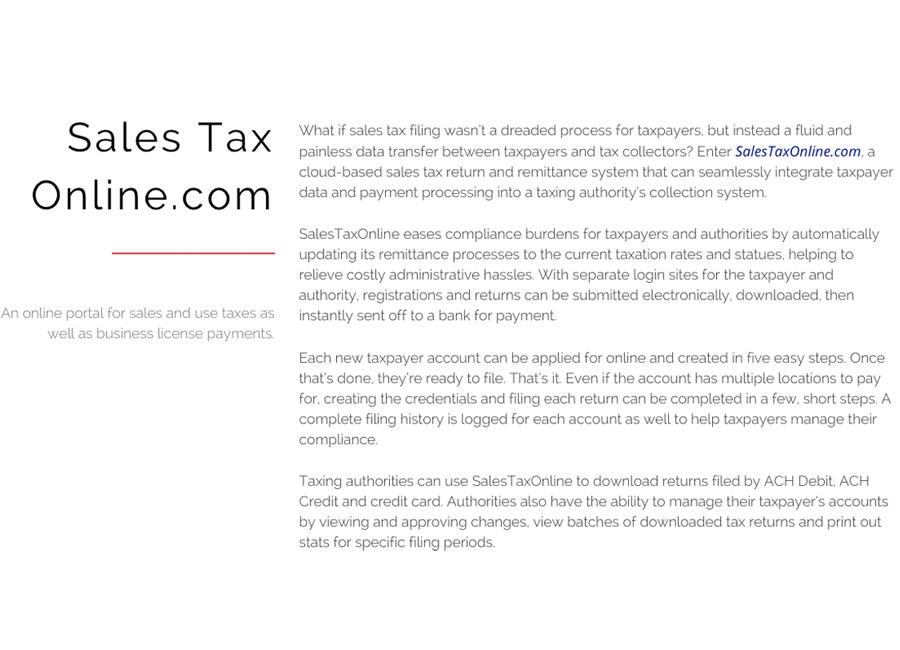 Sales Tax
Online.com
An online portal for sales and use taxes as
well as business license payments.
What if sales tax filing wasn't a dreaded process for taxpayers, but instead a fluid and
painless data transfer between taxpayers and tax collectors? Enter SalesTaxOnline.com, a
cloud-based sales tax return and remittance system that can seamlessly integrate taxpayer
data and payment processing into a taxing authority's collection system.
SalesTaxOnline eases compliance burdens for taxpayers and authorities by automatically
updating its remittance processes to the current taxation rates and statues, helping to
relieve costly administrative hassles. With separate login sites for the taxpayer and
authority, registrations and returns can be submitted electronically, downloaded, then
instantly sent off to a bank for payment.
Each new taxpayer account can be applied for online and created in five easy steps. Once
that's done, they're ready to file. That's it. Even if the account has multiple locations to pay
for, creating the credentials and filing each return can be completed in a few, short steps. A
complete filing history is logged for each account as well to help taxpayers manage their
compliance.
Taxing authorities can use SalesTaxOnline to download returns filed by ACH Debit, ACH
Credit and credit card. Authorities also have the ability to manage their taxpayer's accounts
by viewing and approving changes, view batches of downloaded tax returns and print out
stats for specific filing periods.